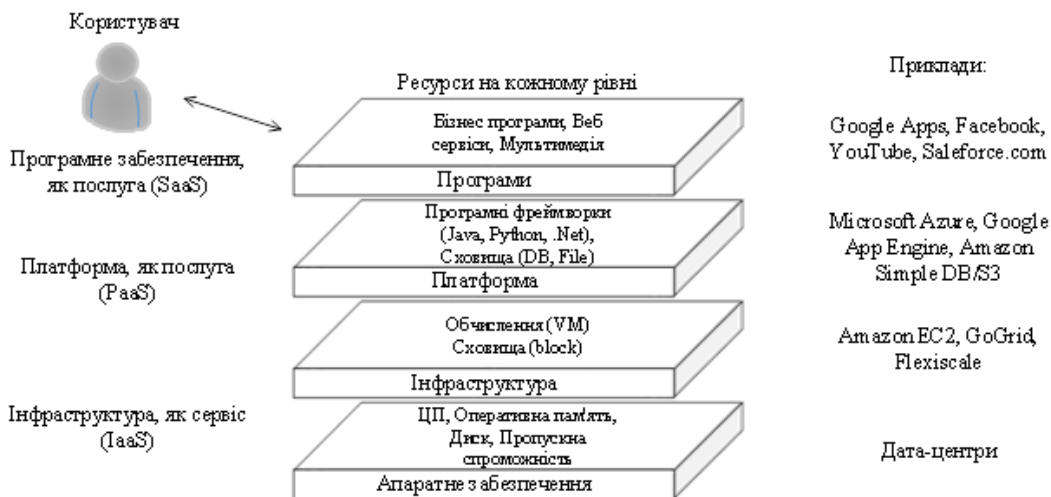 Користувач
Ресурси на кожному рівні
Приклади:
Бізнес програми, Веб
сервіси, Мультимедія
Програми
Google Apps, Facebook,
YouTube, Saleforce.com
Програмне забезпечення,
як послуга (SaaS)
Програмні фреймворки
(Java, Python, .Net),
Сховища (DB, File)
Платформа
Microsoft Azure, Google
App Engine, Amazon
Simple DB/S3
Платформа, як послуга
(PaaS)
Обчислення (VM)
Сховища (block)
Інфраструктура
Amazon EC2, GoGrid,
Flexiscale
Інфраструктура, як сервіс
(IaaS)
ЦП, Оперативна пам'ять,
Диск, Пропускна
спроможність
Апаратне забезпечення
Дата-центри